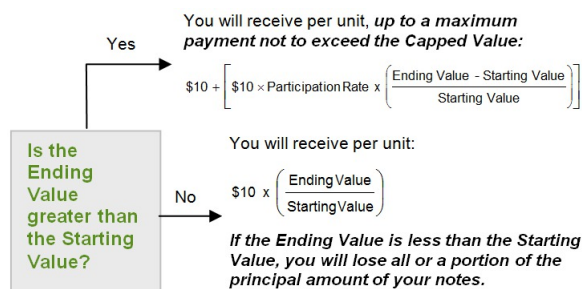 You will receive per unit, up to a maximum
payment not to exceed the Capped Value:
Yes
$10 + [ $10 × Participation Rate x ( Ending Value - Starting Value
Starting Value ) ]
Is the
Ending
Value
greater than
the Starting
Value?
You will receive per unit:
No
$10 x ( Ending Value
Starting Value )
If the Ending Value is less than the Starting
Value, you will lose all or a portion of the
principal amount of your notes.